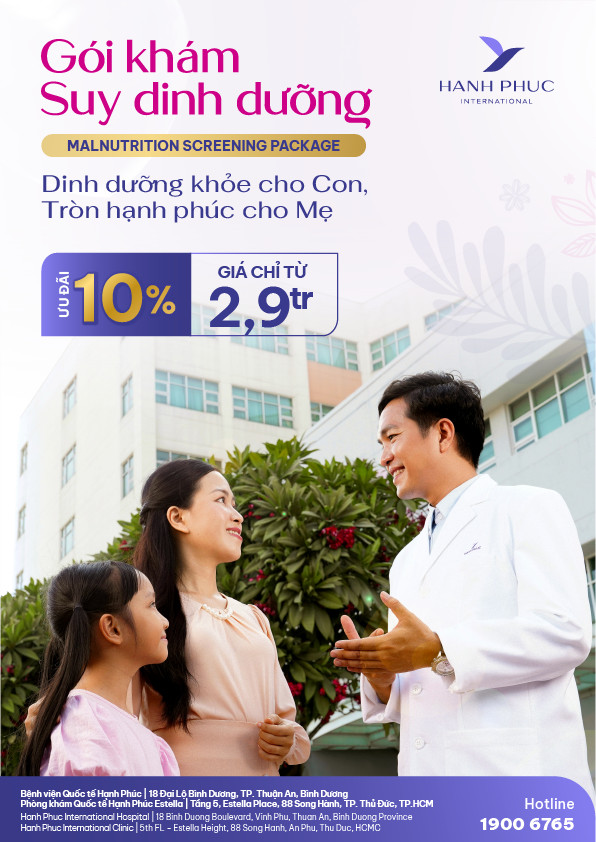 Gói khám
Suy dinh dưỡng
HANH PHUC
INTERNATIONAL
MALNUTRITION SCREENING PACKAGE
Dinh dưỡng khỏe cho Con,
Tròn hạnh phúc cho Mẹ
ƯU ĐÃI
10%
GIÁ CHỈ TỪ
2,9tr
Bệnh viện Quốc tế Hạnh Phúc | 18 Đại Lộ Bình Dương, TP. Thuận An, Bình Dương
Phòng khám Quốc tế Hạnh Phúc Estella | Tầng 5, Estella Place, 88 Song Hành, TP. Thủ Đức, TP.HCM
Hanh Phuc International Hospital | 18 Binh Duong Boulevard, Vinh Phu, Thuan An, Binh Duong Province
Hanh Phuc International Clinic | 5th FL - Estella Height, 88 Song Hanh, An Phu, Thu Duc, HCMC
Hotline
1900 6765